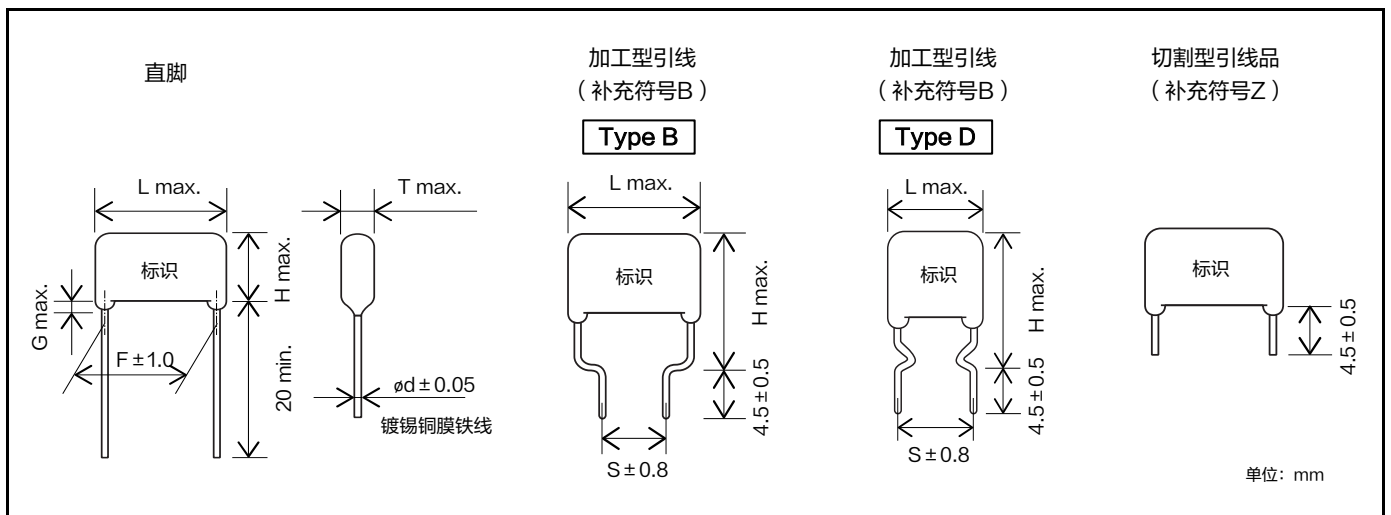 直脚
加工型引线
（补充符号B）
Type B
加工型引线
（补充符号B）
Type D
切割型引线品
（补充符号Z）
L max.
T max.
标识
H max.
G max.
F±1.0
20 min.
ød±0.05
镀锡铜膜铁线
L max.
标识
H max.
4.5±0.5
S±0.8
L max.
标识
H max.
4.5±0.5
S±0.8
标识
4.5±0.5
单位：mm